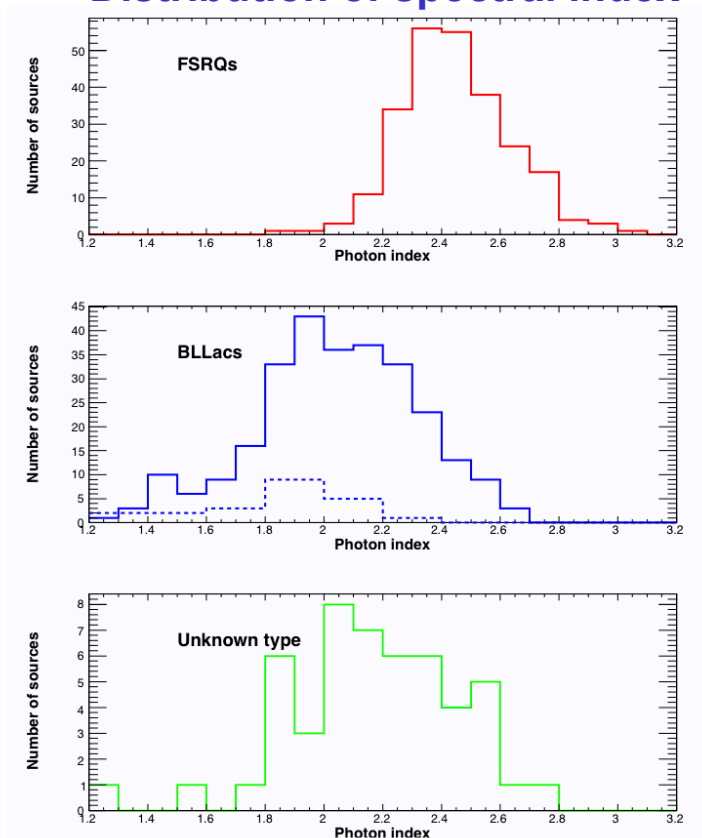 Distribution of spectral index
FSRQs
Number of sources
50
40
30
20
10
0
1.2 1.4 1.6 1.8 2 2.2 2.4 2.6 2.8 3 3.2
Photon index
BLLacs
Number of sources
45
40
35
30
25
20
15
10
5
0
1.2 1.4 1.6 1.8 2 2.2 2.4 2.6 2.8 3 3.2
Photon index
Unknown type
Number of sources
8
7
6
5
4
3
2
1
0
1.2 1.4 1.6 1.8 2 2.2 2.4 2.6 2.8 3 3.2
Photon index